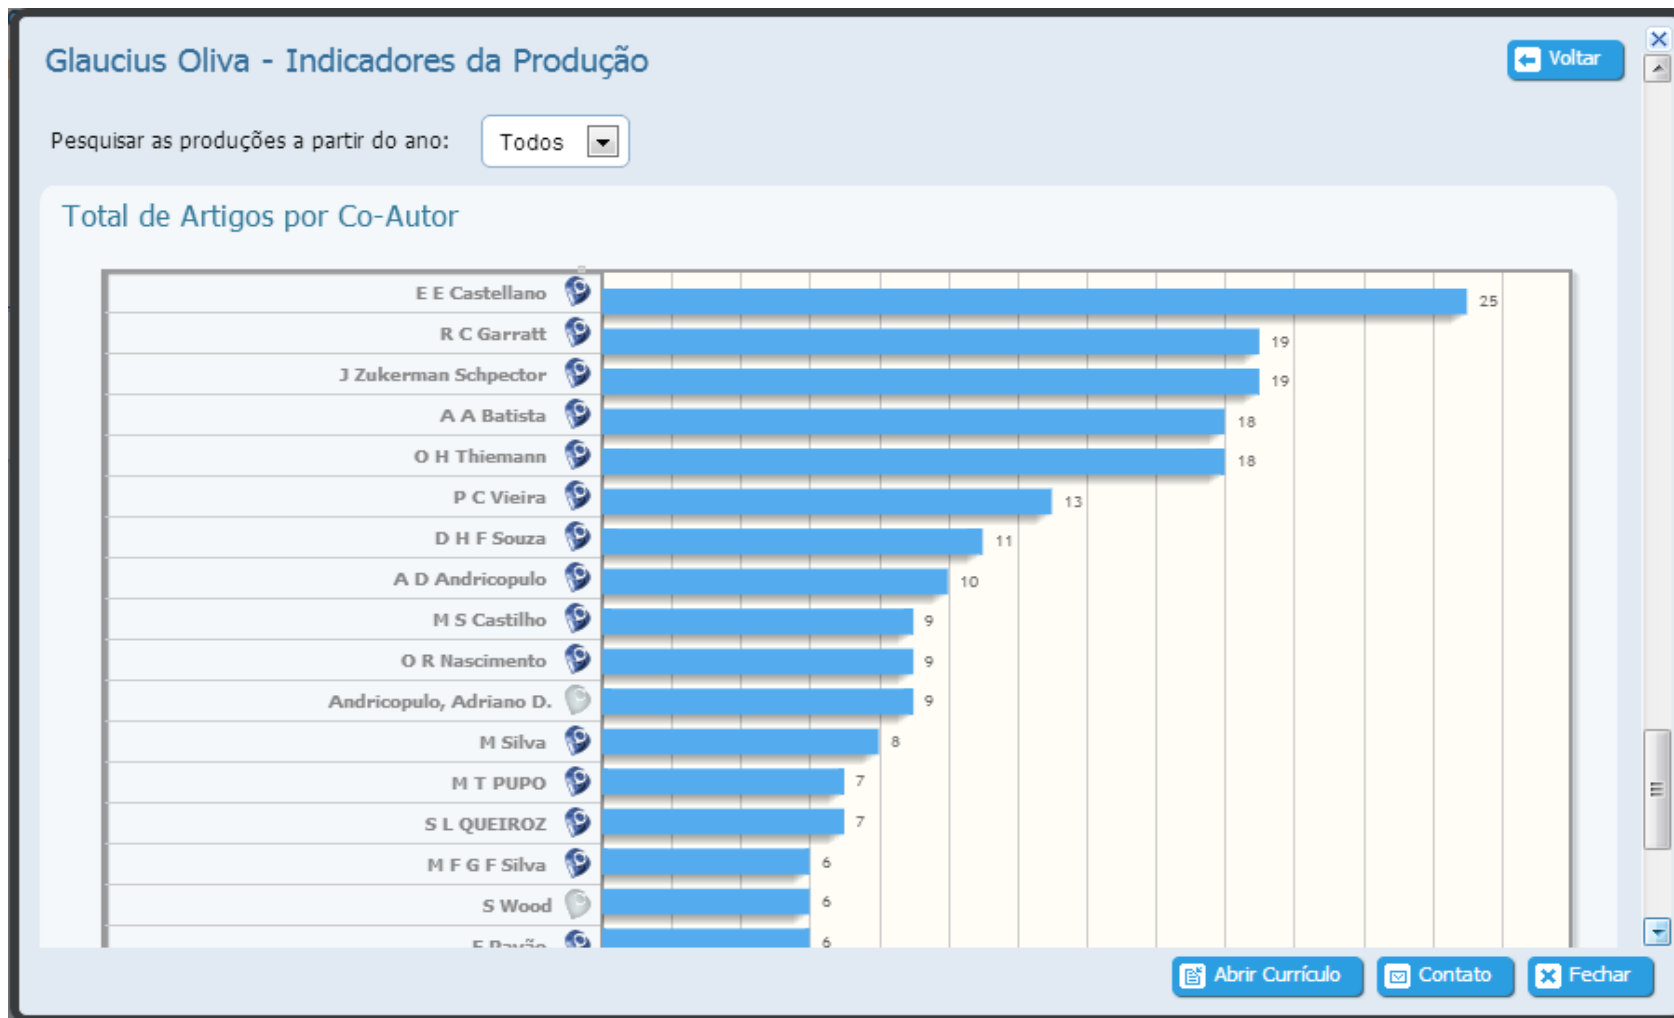 Glaucius Oliva - Indicadores da Produção
Voltar
Pesquisar as produções a partir do ano: Todos
Total de Artigos por Co-Autor
E E Castellano 25
R C Garratt 19
J Zukerman Schpector 19
A A Batista 18
O H Thiemann 18
P C Vieira 13
D H F Souza 11
A D Andricopulo 10
M S Castilho 9
O R Nascimento 9
Andricopulo, Adriano D. 9
M Silva 8
M T PUPO 7
S L QUEIROZ 7
M F G F Silva 6
S Wood 6
F Pavão 6
Abrir Currículo Contato Fechar